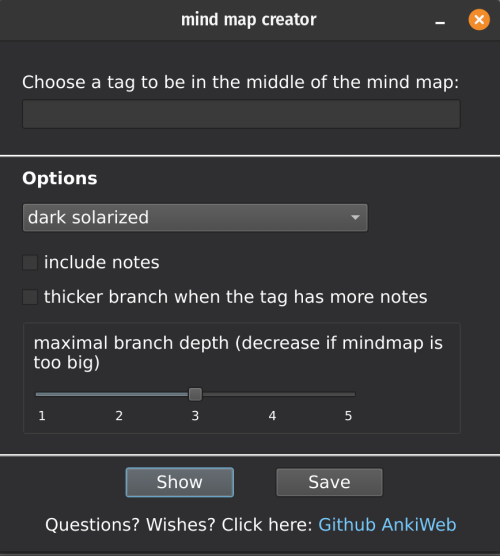 mind map creator
Choose a tag to be in the middle of the mind map:
Options
dark solarized
include notes
thicker branch when the tag has more notes
maximal branch depth (decrease if mindmap is
too big)
1 2 3 4 5
Show Save
Questions? Wishes? Click here: Github AnkiWeb